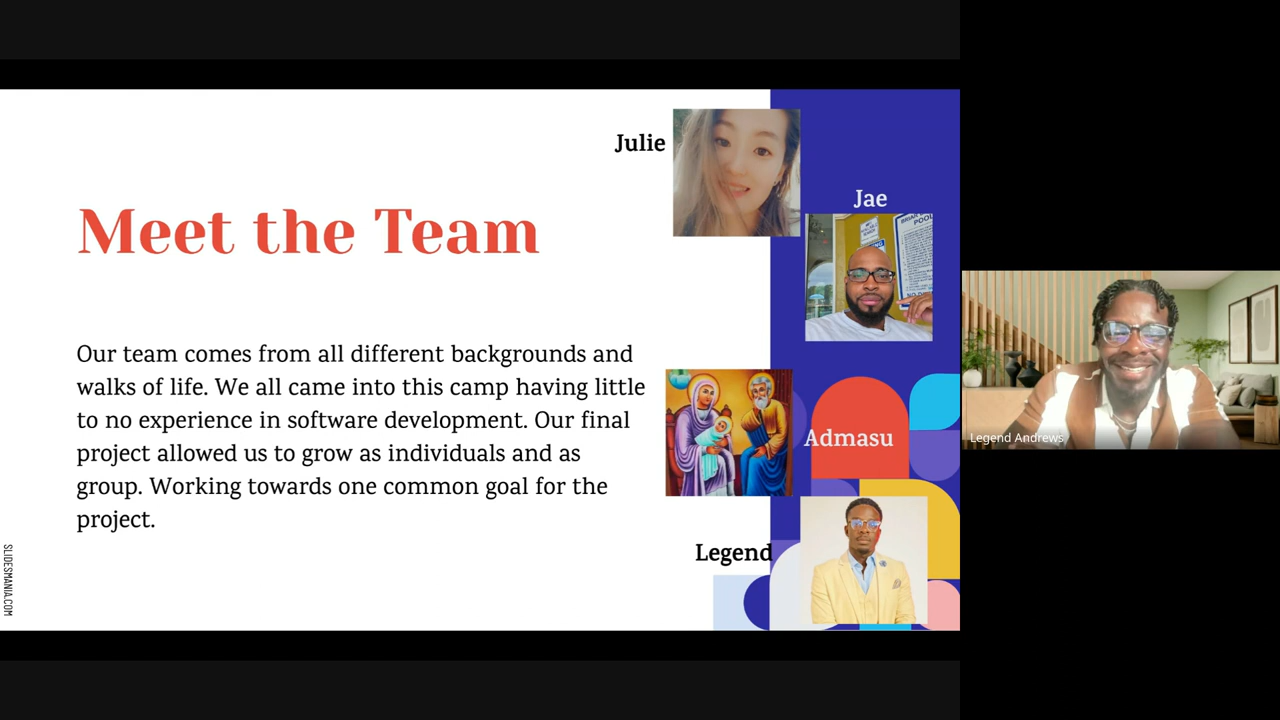 Julie
Jae
Meet the Team
Our team comes from all different backgrounds and
walks of life. We all came into this camp having little
to no experience in software development. Our final
project allowed us to grow as individuals and as
group. Working towards one common goal for the
project.
Admasu
Legend
SLIDESMANIA.COM
Legend Andrews
POOL